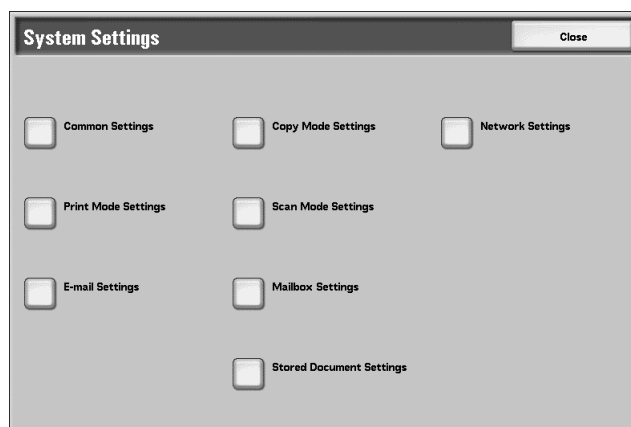 System Settings
Close
Common Settings
Copy Mode Settings
Network Settings
Print Mode Settings
Scan Mode Settings
E-mail Settings
Mailbox Settings
Stored Document Settings